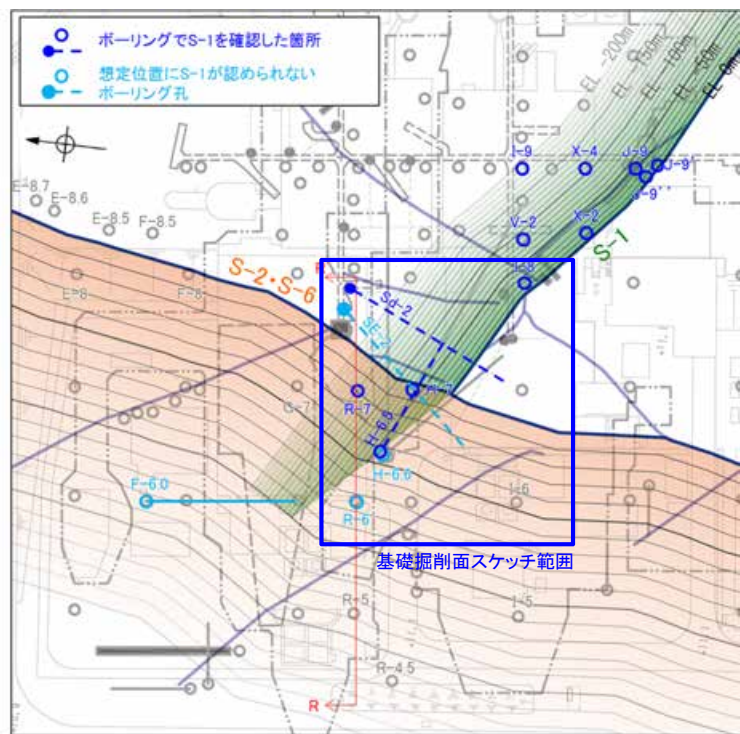 ボーリングでS-1を確認した箇所
想定位置にS-1が認められない
ボーリング孔
EL -200m
EL -150m
EL -100m
EL -50m
EL 0m
I-9
X-4
J-9
J-9'
J-9''
E-8.7
E-8.6
E-8.5
F-8.5
V-2
X-2
S-1
S-2・S-6
R
I-8
E-8
F-8
Sd-2
SE-2
G-7
R-7
H-7
H-6.5
H-6.6
F-6.0
R-6
I-6
基礎掘削面スケッチ範囲
R-5
I-5
R-4.5
R